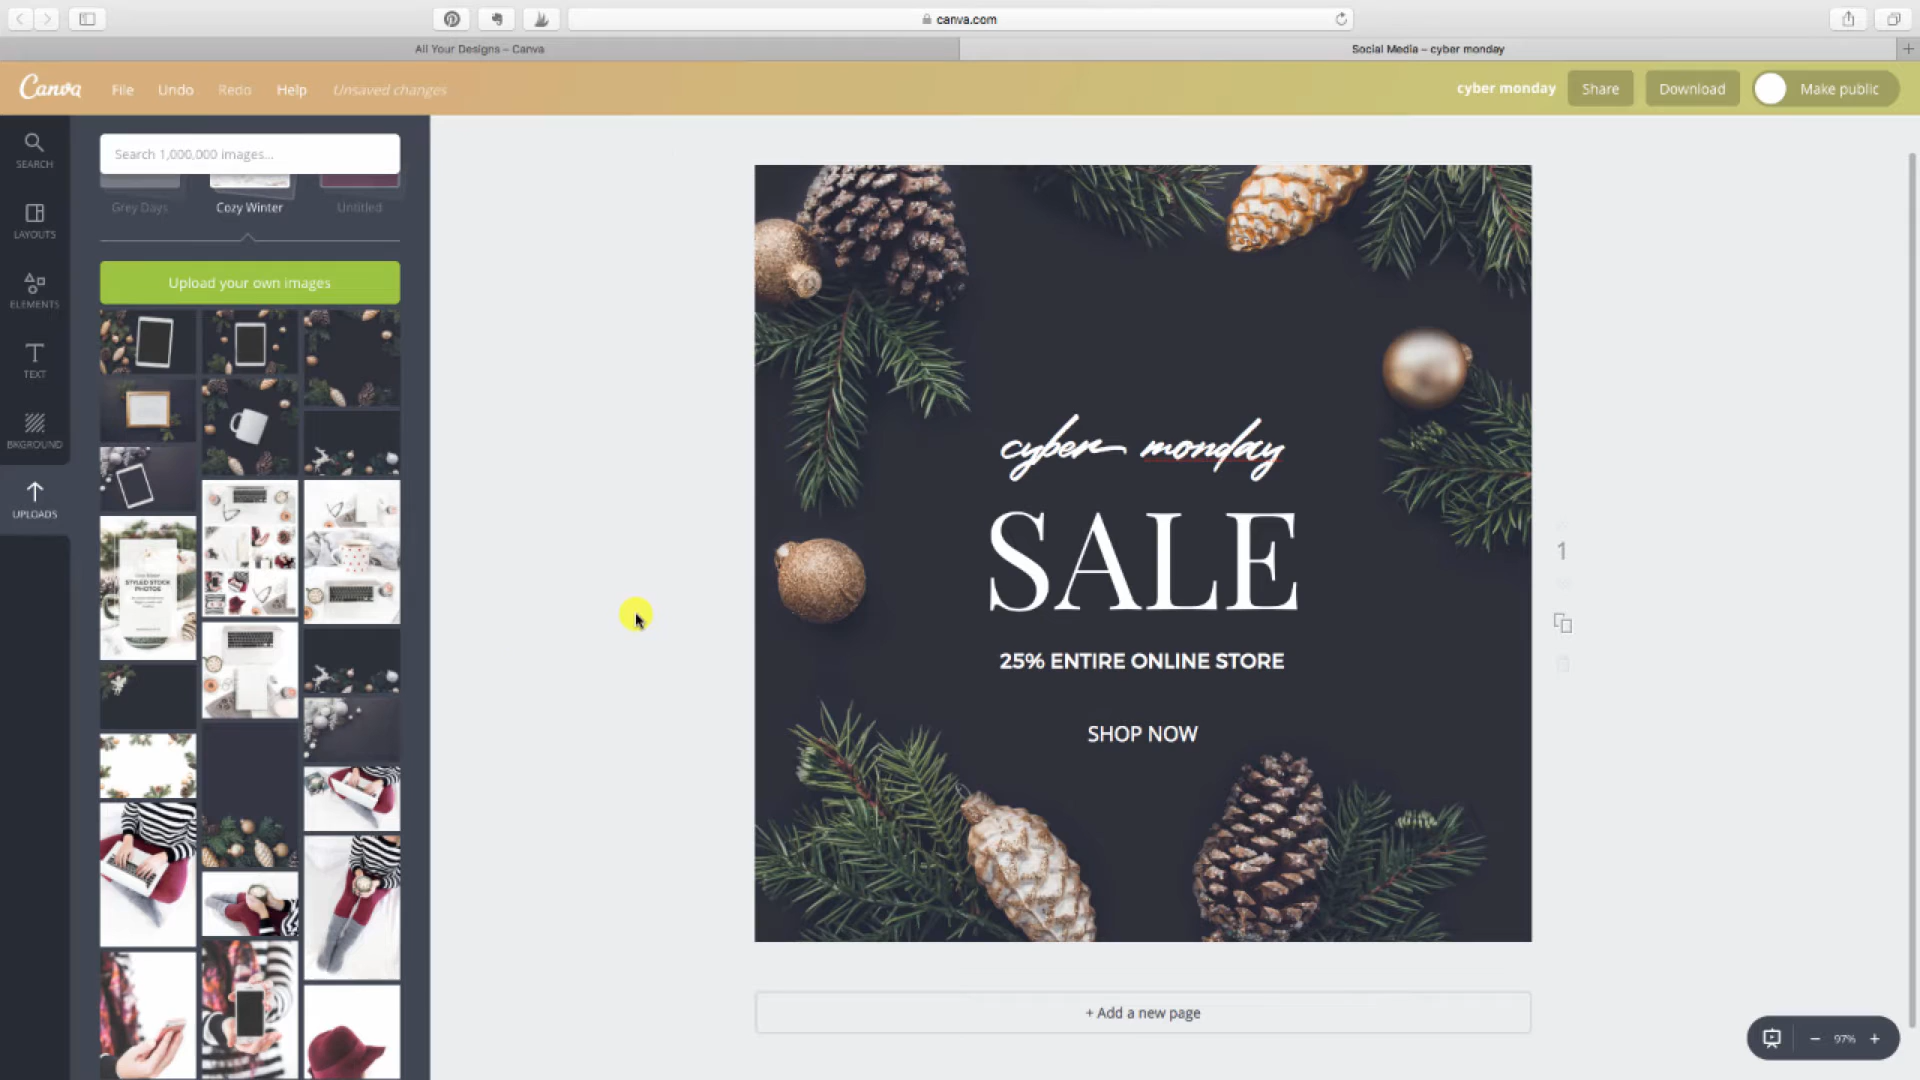 canva.com
All Your Designs – Canva
Social Media – cyber monday
Canva
File
Undo
Redo
Help
Unsaved changes
cyber monday
Share
Download
Make public
SEARCH
LAYOUTS
ELEMENTS
TEXT
BKGROUND
UPLOADS
Search 1,000,000 images...
Grey Days
Cozy Winter
Untitled
Upload your own images
STYLED STOCK
PHOTOS
cyber monday
SALE
25% ENTIRE ONLINE STORE
SHOP NOW
1
+ Add a new page
97%